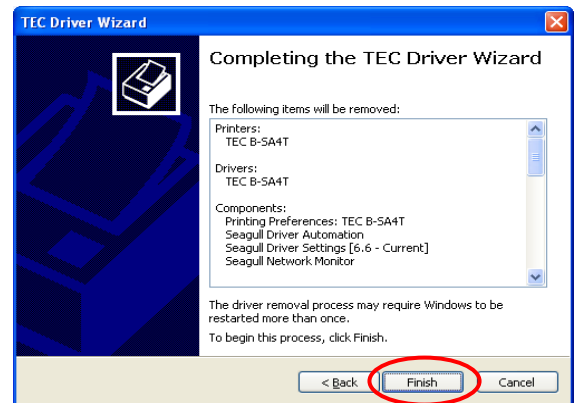 TEC Driver Wizard
Completing the TEC Driver Wizard
The following items will be removed:
Printers:
TEC B-SA4T
Drivers:
TEC B-SA4T
Components:
Printing Preferences: TEC B-SA4T
Seagull Driver Automation
Seagull Driver Settings [6.6 - Current]
Seagull Network Monitor
The driver removal process may require Windows to be
restarted more than once.
To begin this process, click Finish.
< Back
Finish
Cancel